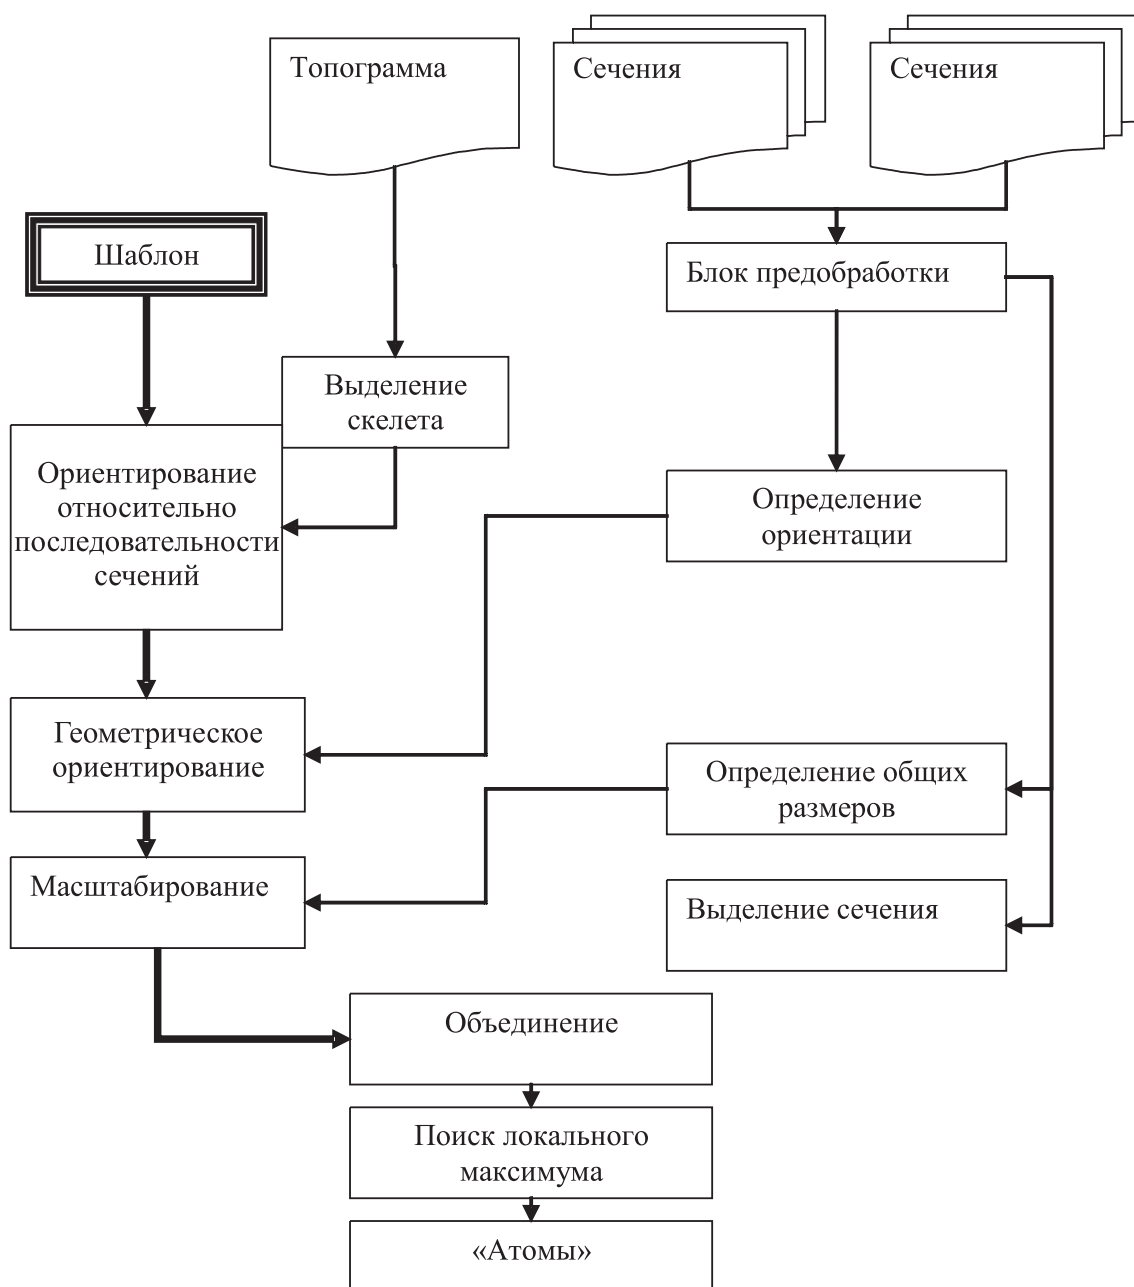 Топограмма
Сечения
Сечения
Шаблон
Блок предобработки
Выделение
скелета
Ориентирование
относительно
последовательности
сечений
Определение
ориентации
Геометрическое
ориентирование
Определение общих
размеров
Масштабирование
Выделение сечения
Объединение
Поиск локального
максимума
«Атомы»